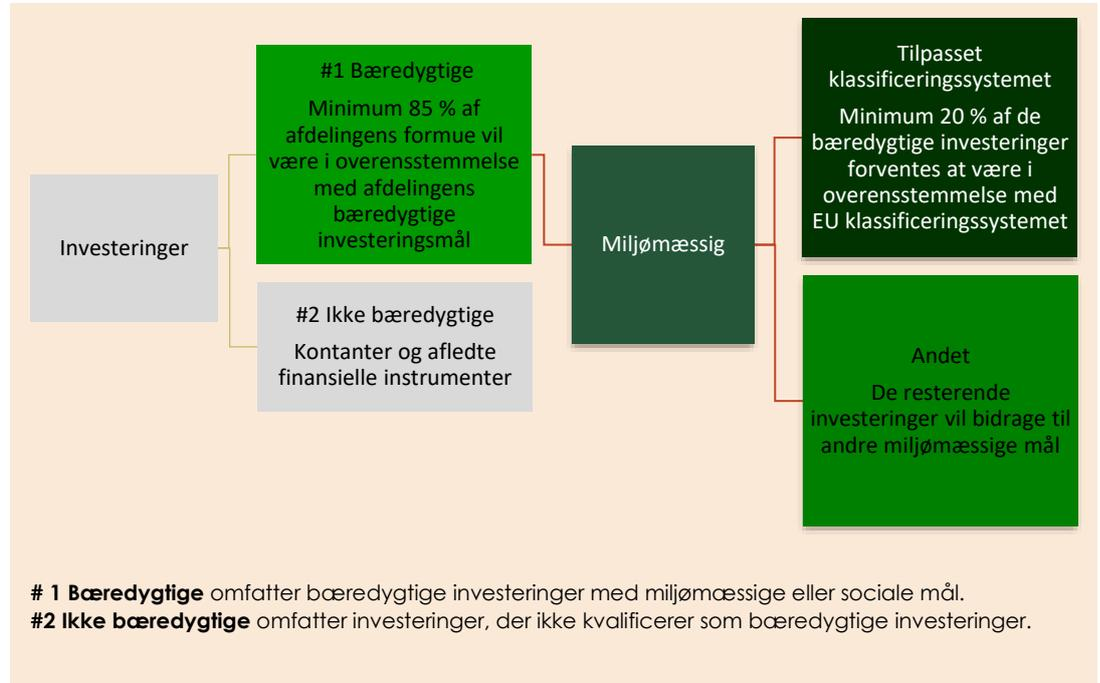 Investeringer
#1 Bæredygtige
Minimum 85 % af
afdelingens formue vil
være i overensstemmelse
med afdelingens
bæredygtige
investeringsmål
#2 Ikke bæredygtige
Kontanter og afledte
finansielle instrumenter
Miljømæssig
Tilpasset
klassificeringssystemet
Minimum 20 % af de
bæredygtige investeringer
forventes at være i
overensstemmelse med
EU klassificeringssystemet
Andet
De resterende
investeringer vil bidrage til
andre miljømæssige mål
# 1 Bæredygtige omfatter bæredygtige investeringer med miljømæssige eller sociale mål.
#2 Ikke bæredygtige omfatter investeringer, der ikke kvalificerer som bæredygtige investeringer.